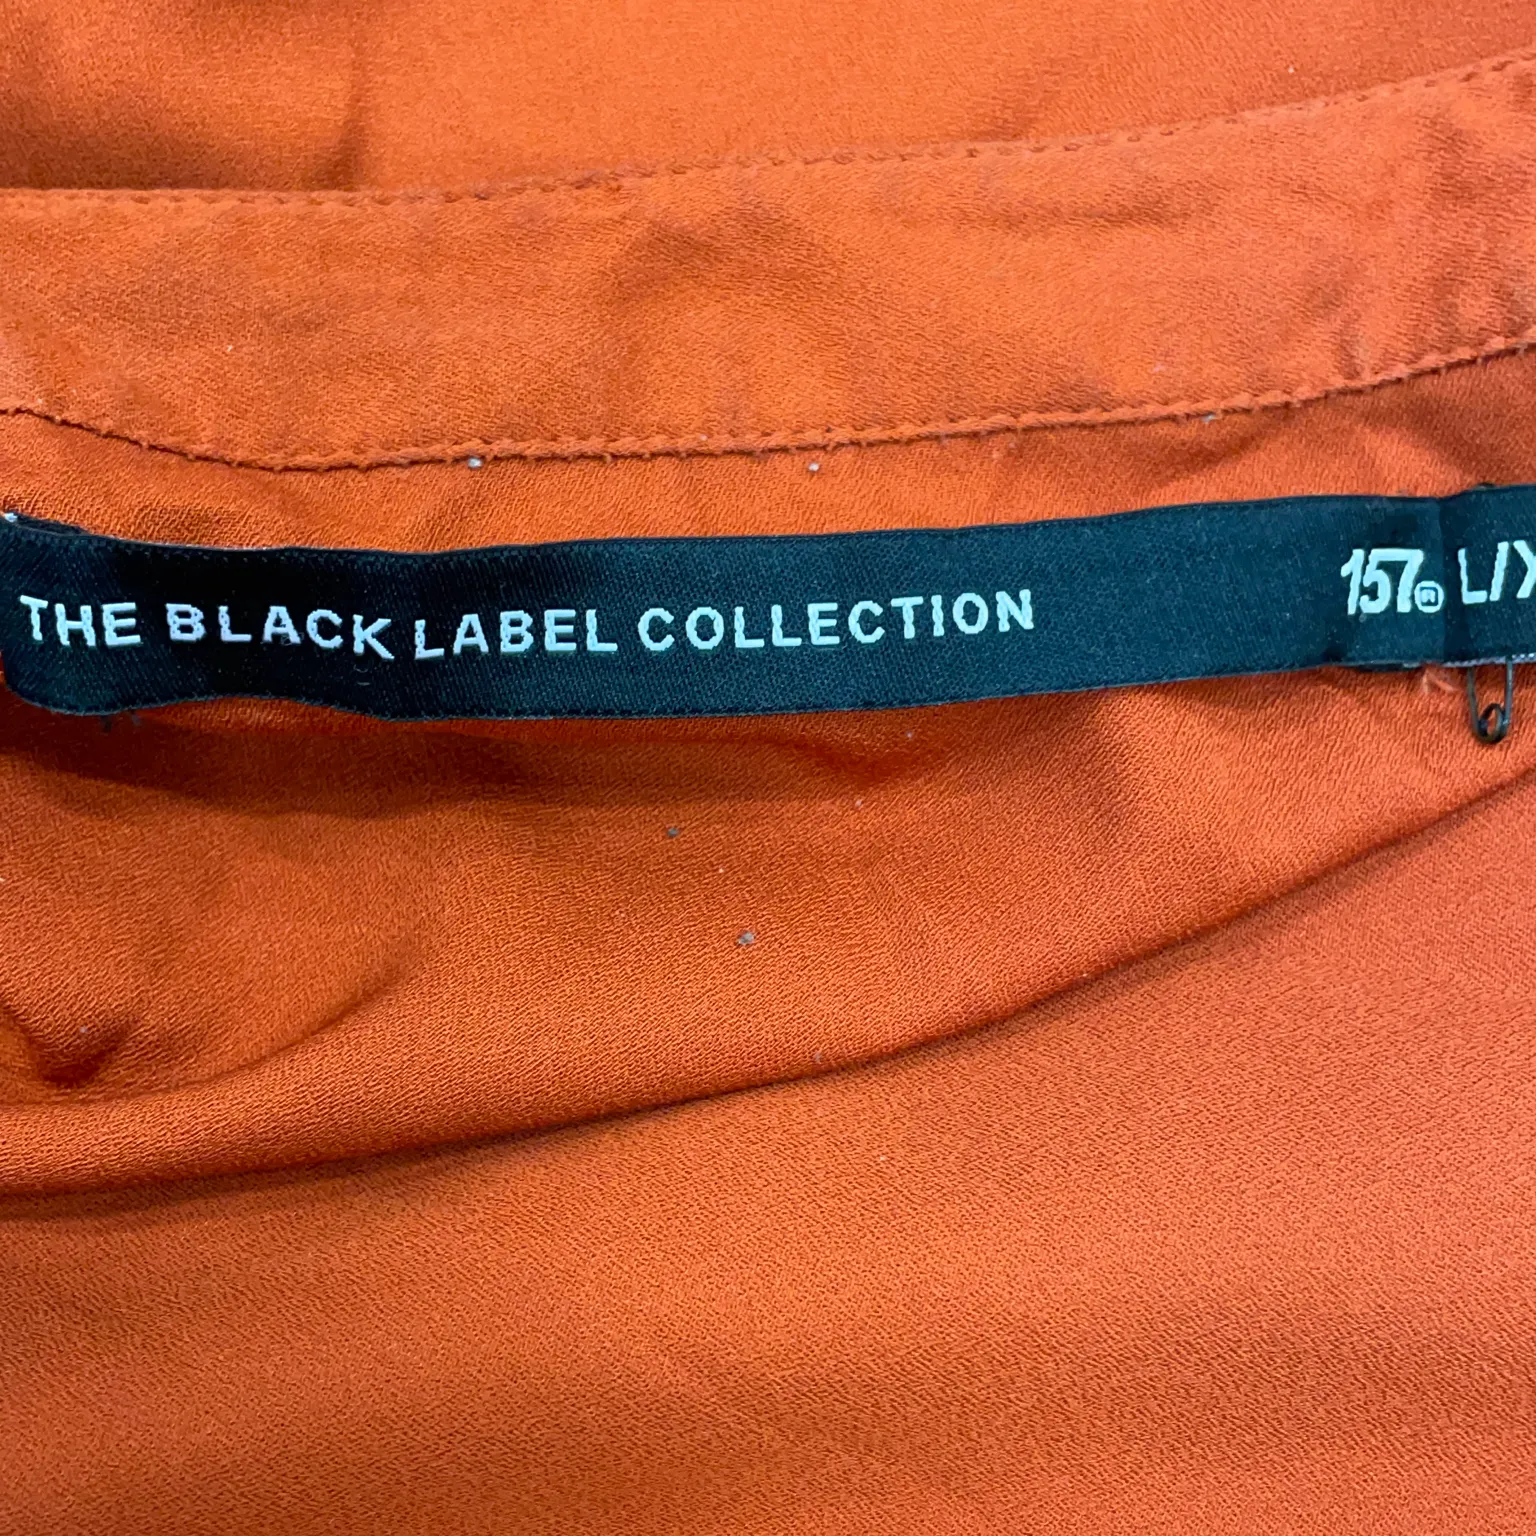 THE BLACK LABEL COLLECTION 157® L/X